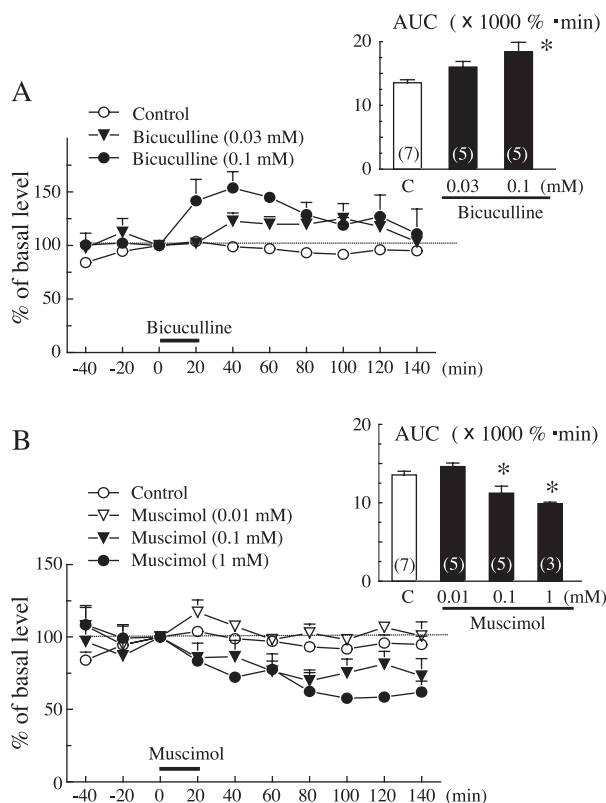 AUC ( x 1000 % ·min)
20
15
10
5
0
*
(7) (5) (5)
C 0.03 0.1 (mM)
Bicuculline
A
Control
Bicuculline (0.03 mM)
Bicuculline (0.1 mM)
% of basal level
150
100
50
0
Bicuculline
-40 -20 0 20 40 60 80 100 120 140 (min)
AUC ( x 1000 % ·min)
20
15
10
5
0
* *
(7) (5) (5) (3)
C 0.01 0.1 1 (mM)
Muscimol
B
Control
Muscimol (0.01 mM)
Muscimol (0.1 mM)
Muscimol (1 mM)
% of basal level
150
100
50
0
Muscimol
-40 -20 0 20 40 60 80 100 120 140 (min)